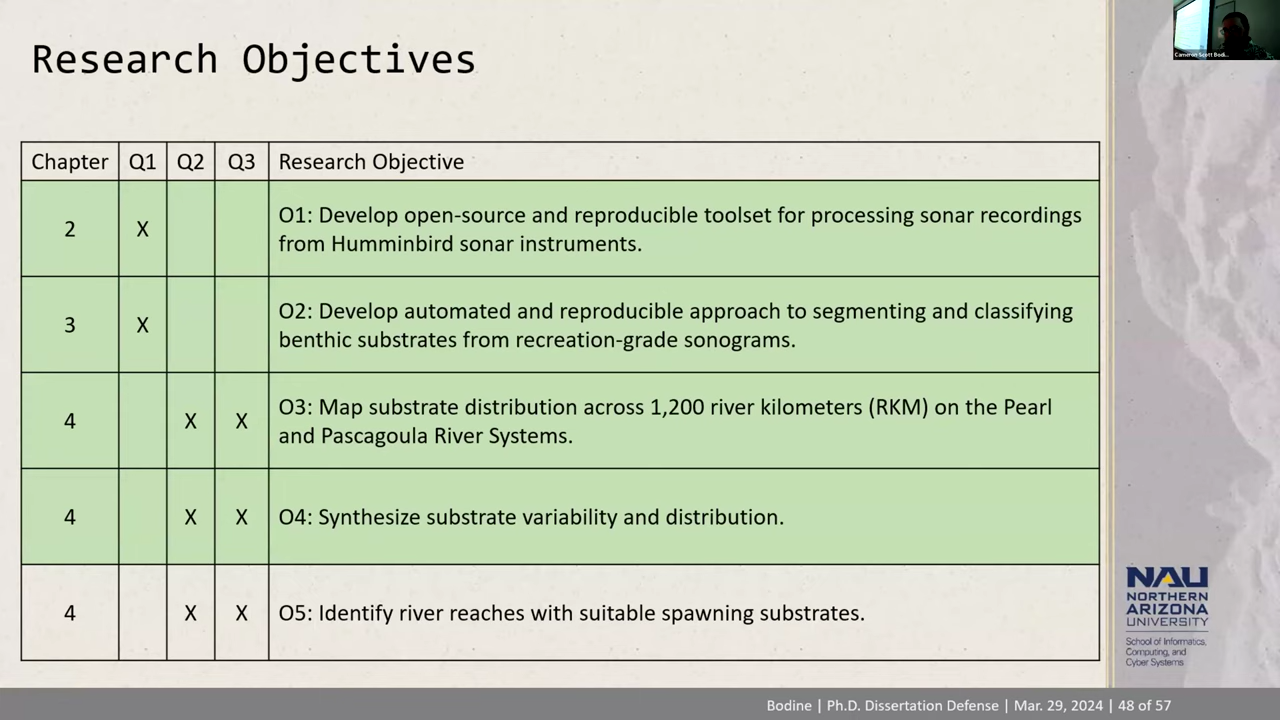 Research Objectives
Cameron Scott Bodi...
Chapter Q1 Q2 Q3 Research Objective
2 X O1: Develop open-source and reproducible toolset for processing sonar recordings
from Humminbird sonar instruments.
3 X O2: Develop automated and reproducible approach to segmenting and classifying
benthic substrates from recreation-grade sonograms.
4 X X O3: Map substrate distribution across 1,200 river kilometers (RKM) on the Pearl
and Pascagoula River Systems.
4 X X O4: Synthesize substrate variability and distribution.
4 X X O5: Identify river reaches with suitable spawning substrates.
NAU
NORTHERN
ARIZONA
UNIVERSITY
School of Informatics,
Computing, and
Cyber Systems
Bodine | Ph.D. Dissertation Defense | Mar. 29, 2024 | 48 of 57